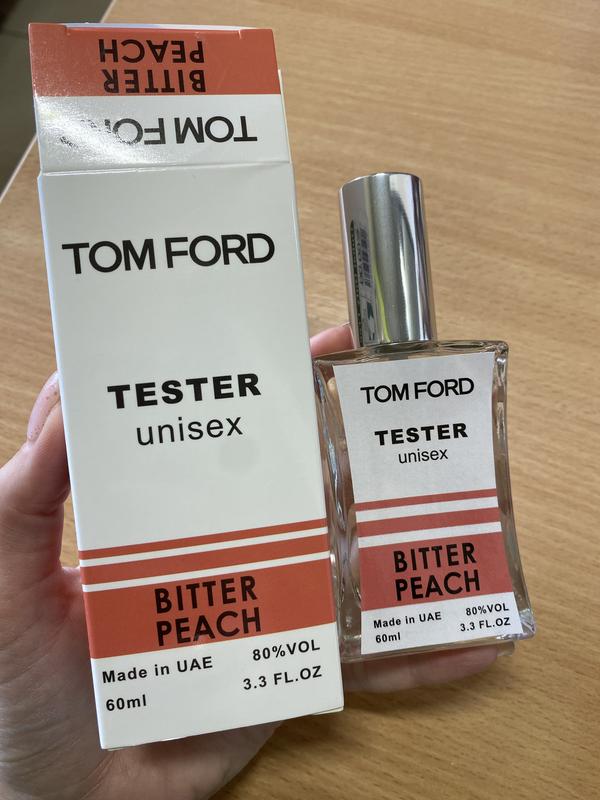 BITTER
PEACH
TOM FORD
TOM FORD
TESTER
unisex
BITTER
PEACH
Made in UAE 80%VOL
60ml 3.3 FL.OZ
TOM FORD
TESTER
unisex
BITTER
PEACH
Made in UAE 80%VOL
60ml 3.3 FL.OZ